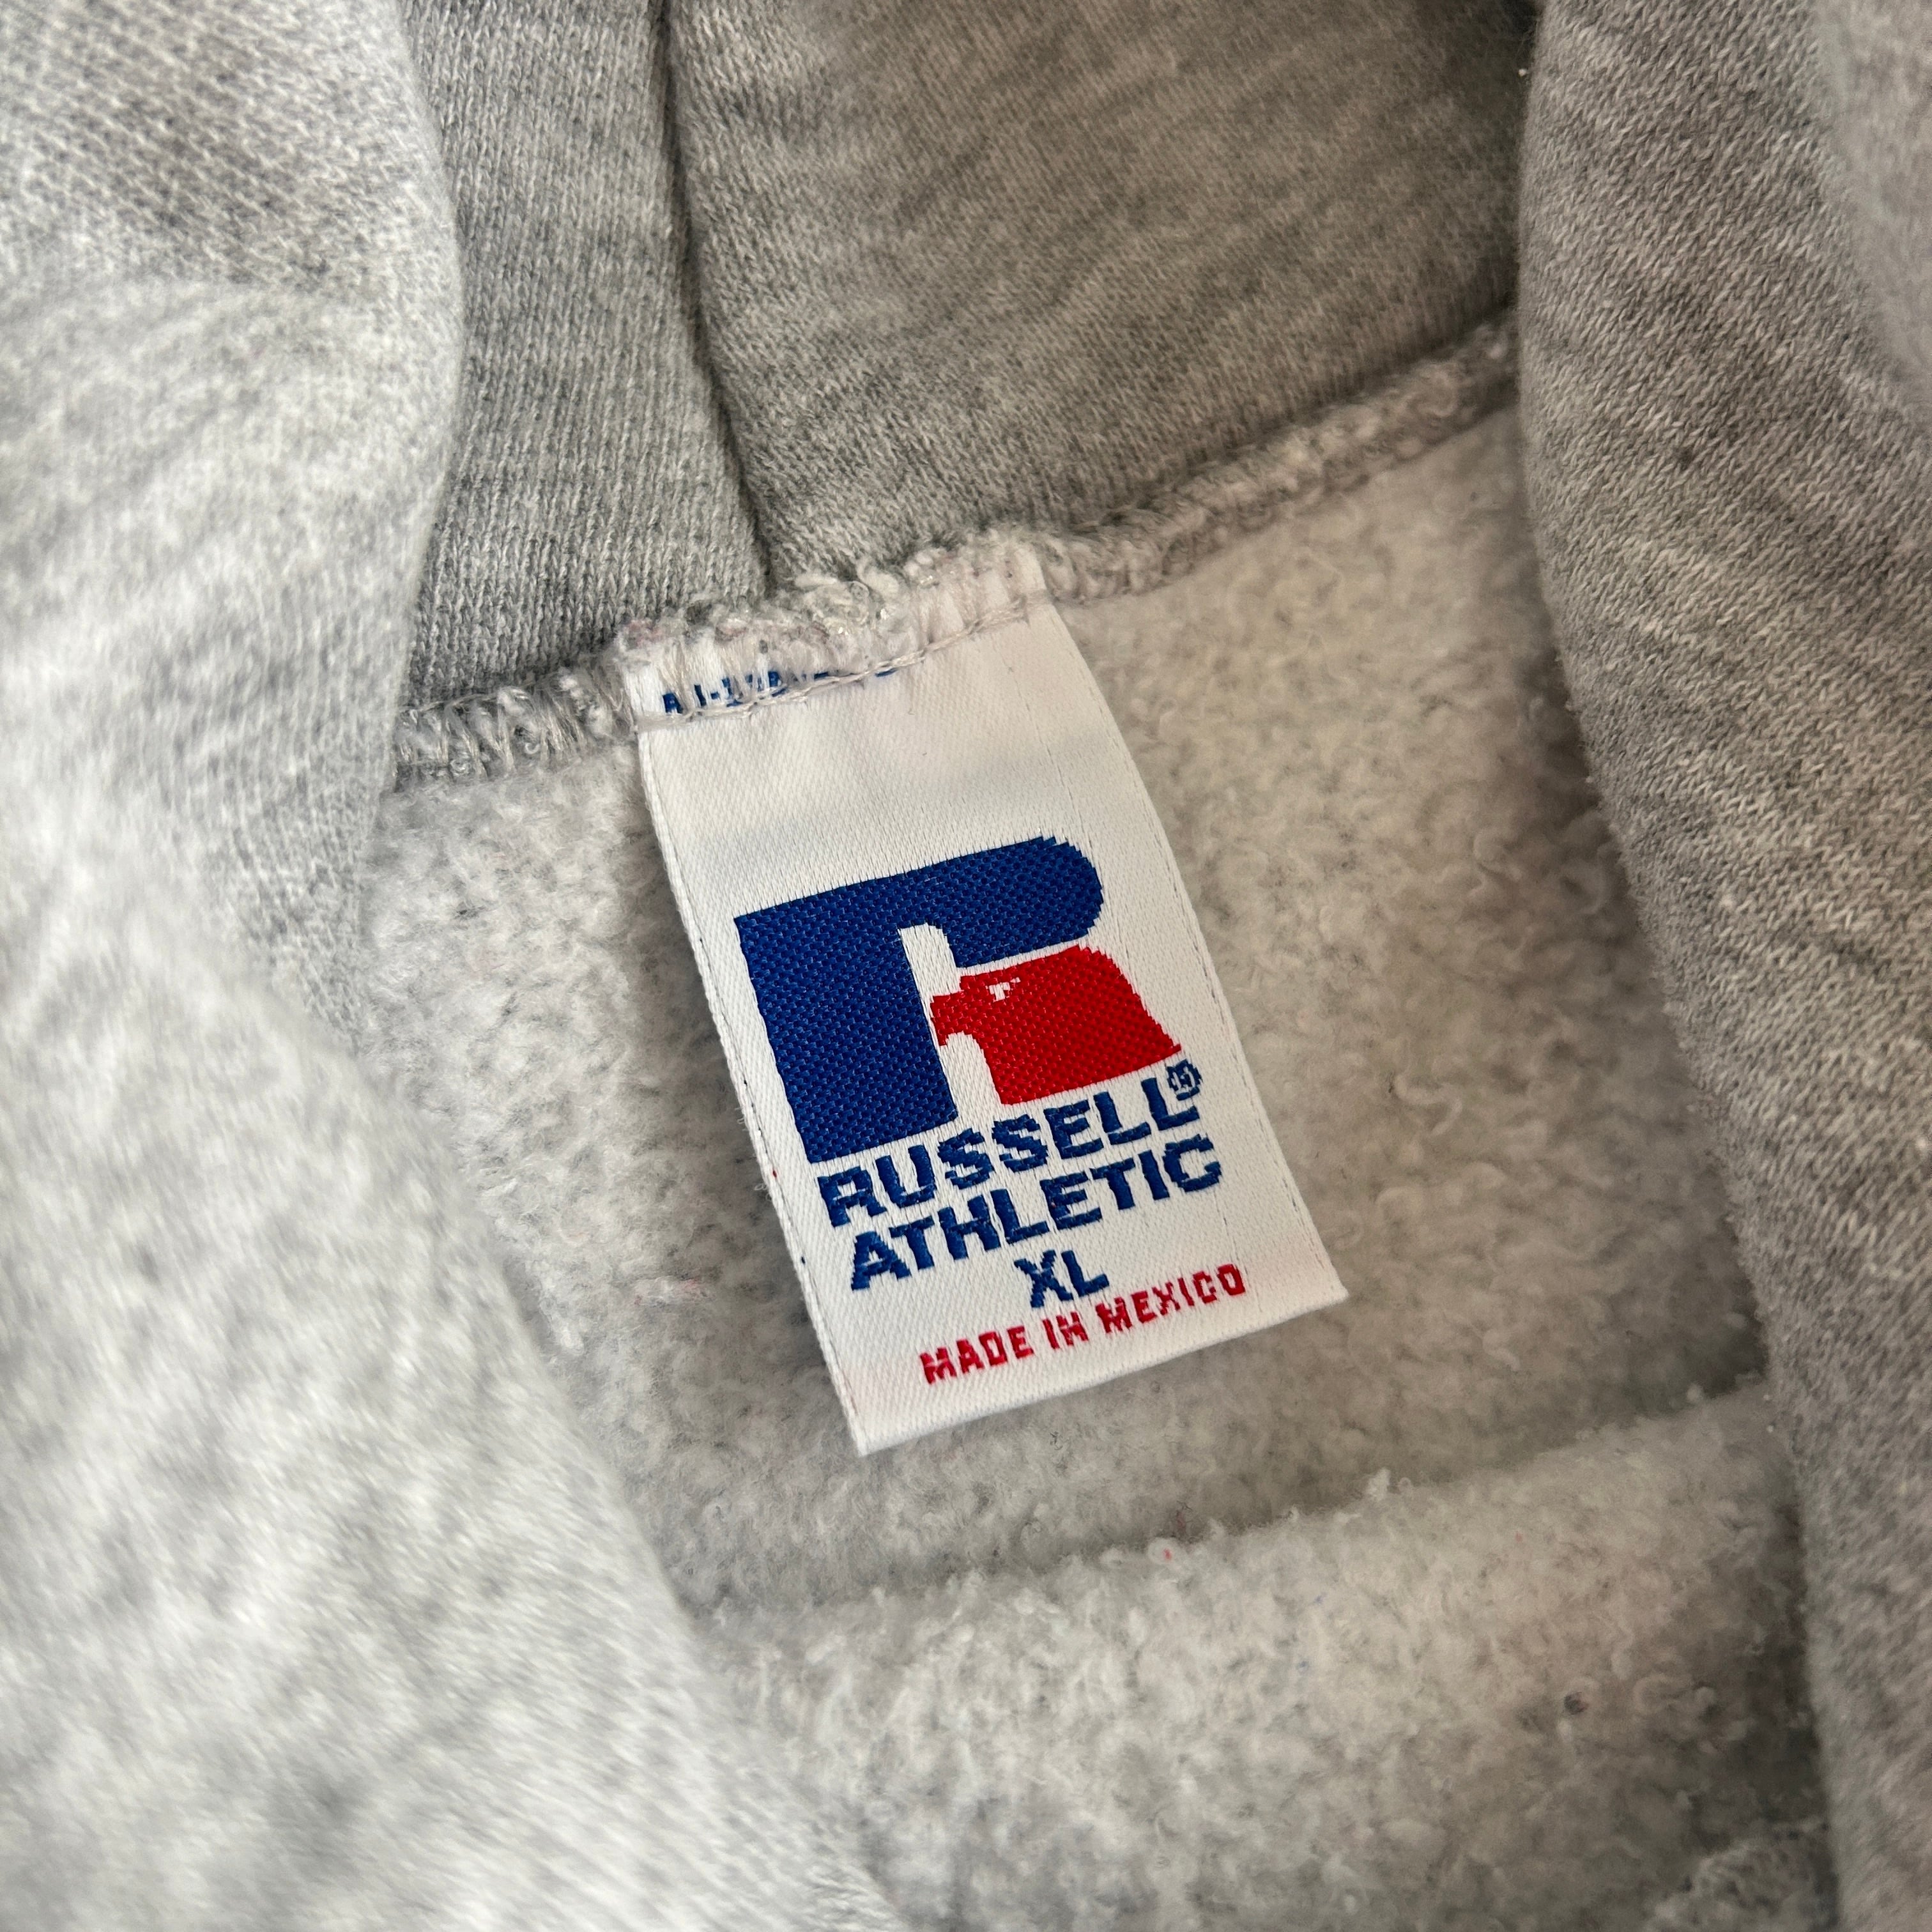 RUSSELL®
ATHLETIC
XL
MADE IN MEXICO